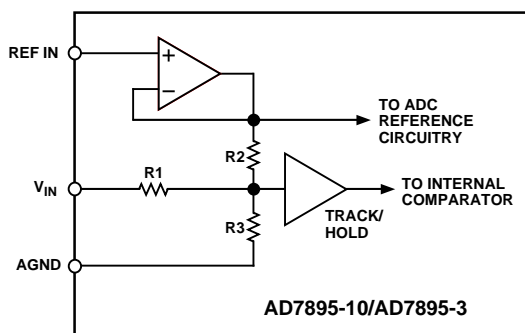 REF IN
+
–
TO ADC
REFERENCE
CIRCUITRY
R2
R1
VIN
TO INTERNAL
COMPARATOR
TRACK/
HOLD
R3
AGND
AD7895-10/AD7895-3